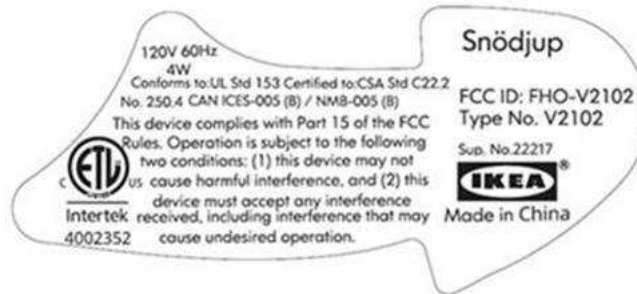 120V 60Hz
4W
Conforms to:UL Std 153 Certified to:CSA Std C22.2
No. 250.4 CAN ICES-005 (B) / NMB-005 (B)
This device complies with Part 15 of the FCC
Rules. Operation is subject to the following
two conditions: (1) this device may not
cause harmful interference, and (2) this
device must accept any interference
received, including interference that may
cause undesired operation.
ETL
C US
Intertek
4002352
Snödjup
FCC ID: FHO-V2102
Type No. V2102
Sup. No.22217
IKEA®
Made in China